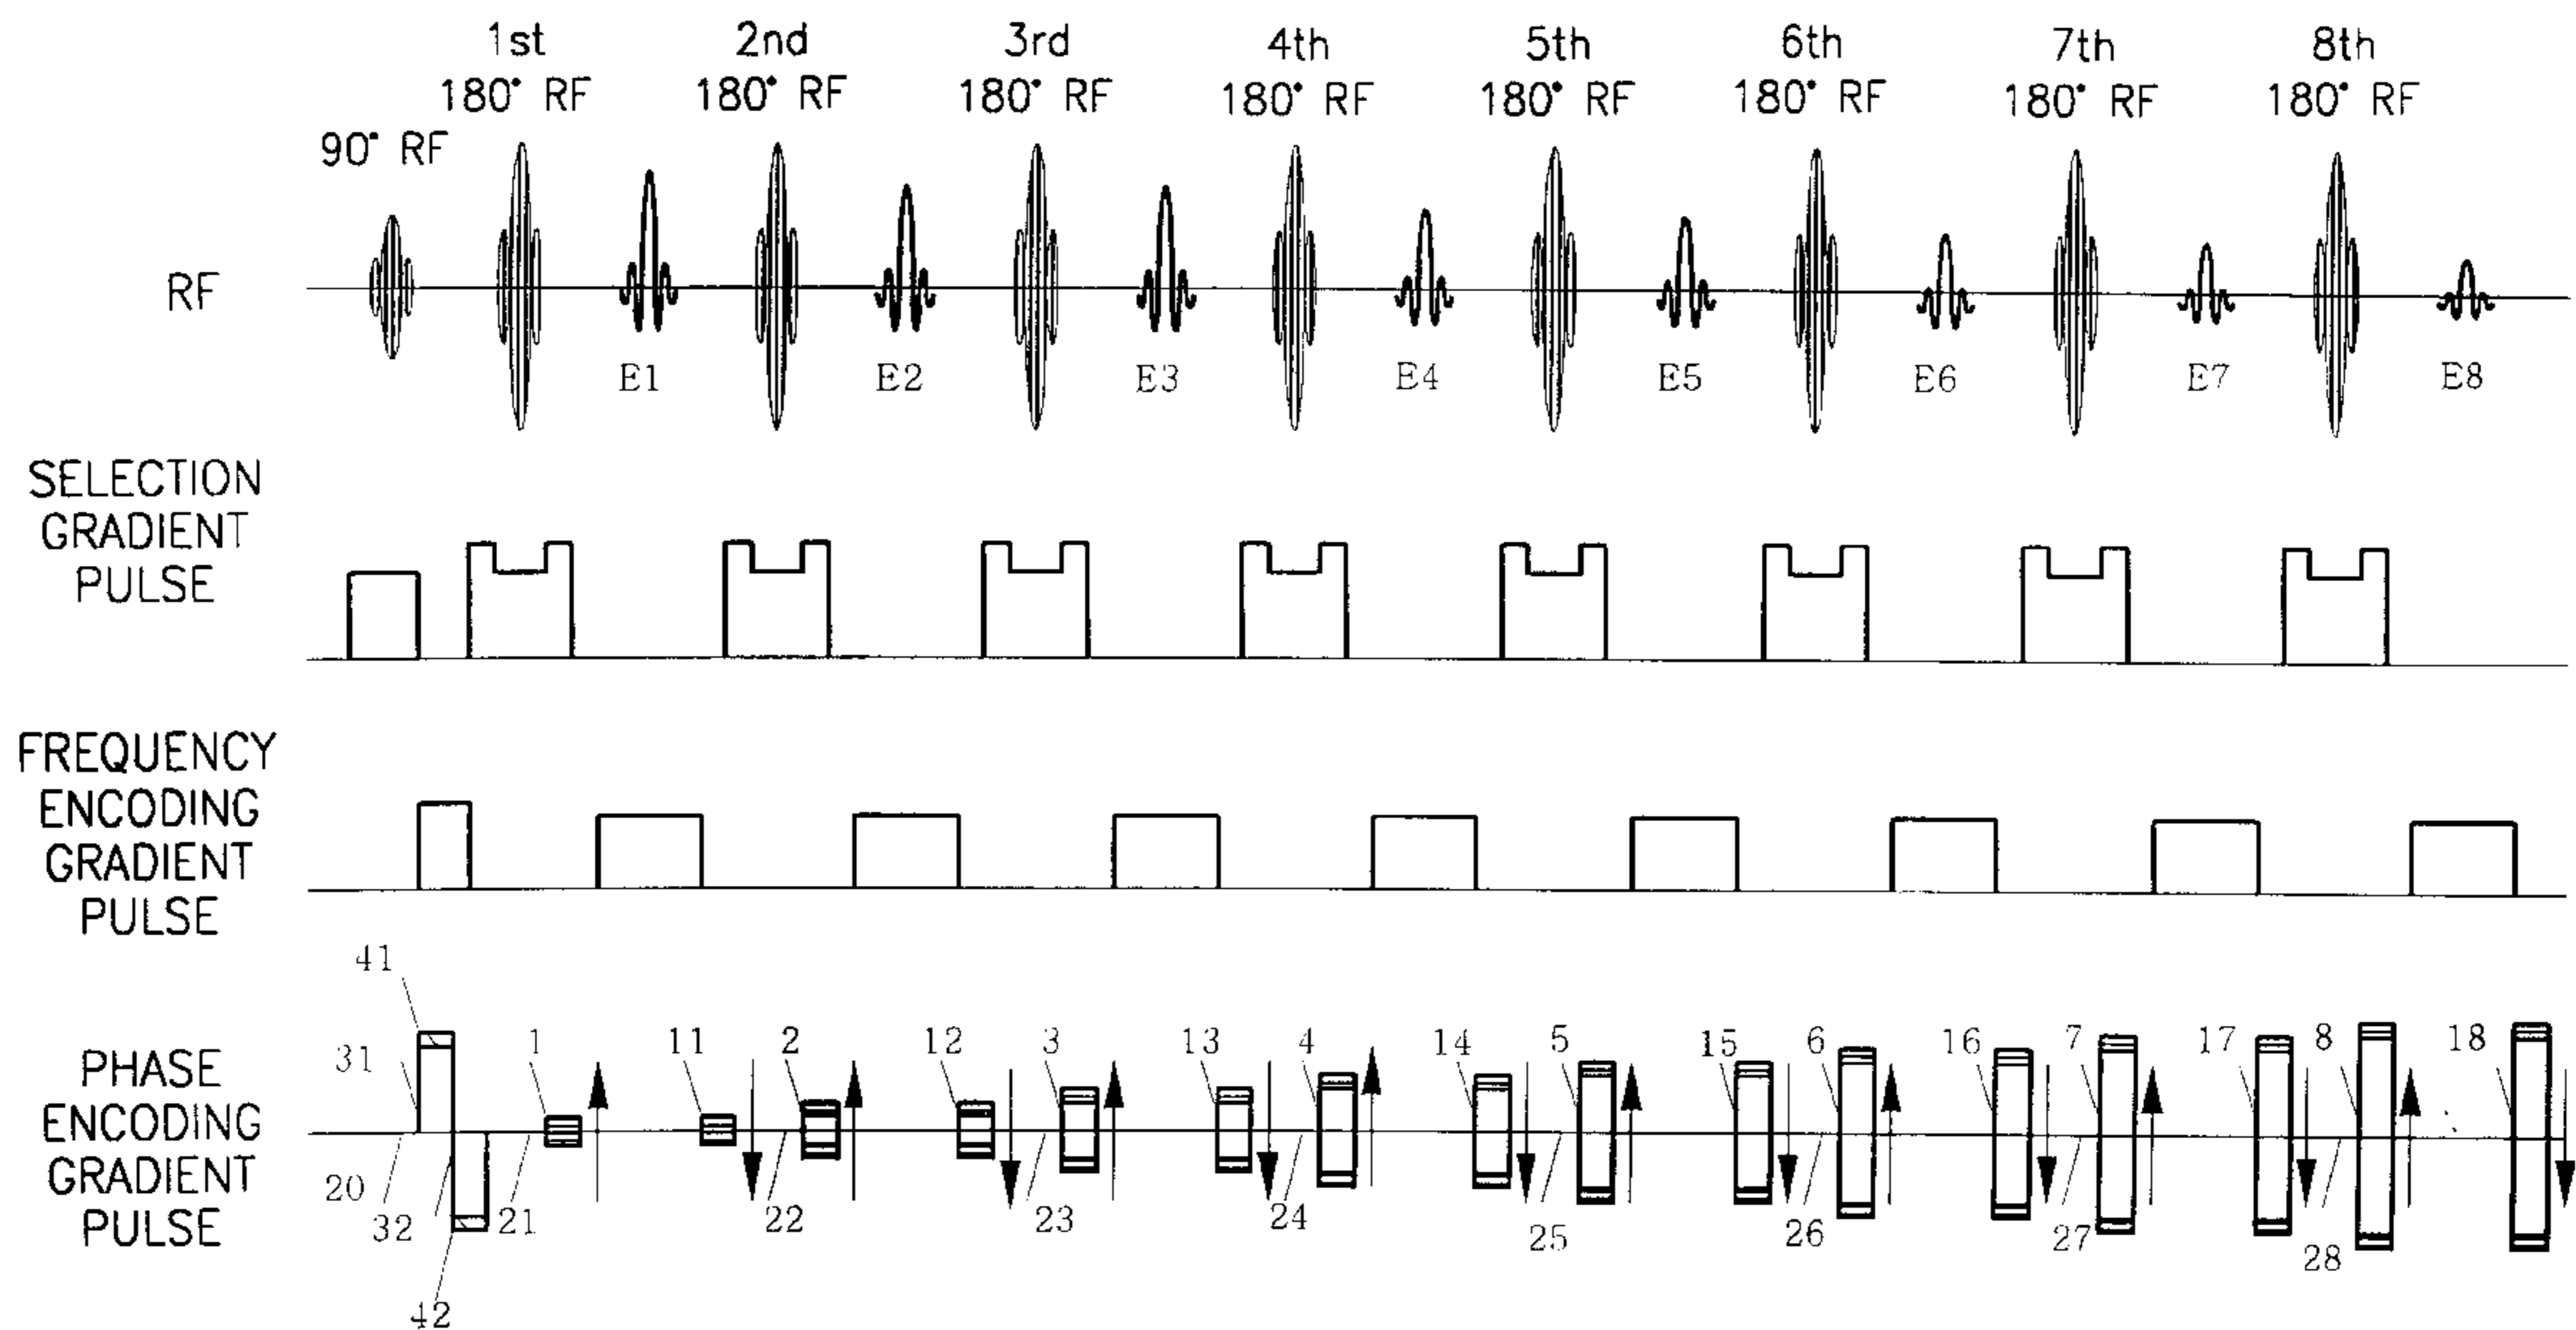 1st
180° RF
2nd
180° RF
3rd
180° RF
4th
180° RF
5th
180° RF
6th
180° RF
7th
180° RF
8th
180° RF
90° RF
RF
E1
E2
E3
E4
E5
E6
E7
E8
SELECTION
GRADIENT
PULSE
FREQUENCY
ENCODING
GRADIENT
PULSE
PHASE
ENCODING
GRADIENT
PULSE
41
31
1
11
2
12
3
13
4
14
5
15
6
16
7
17
8
18
20
32
21
22
23
24
25
26
27
28
42